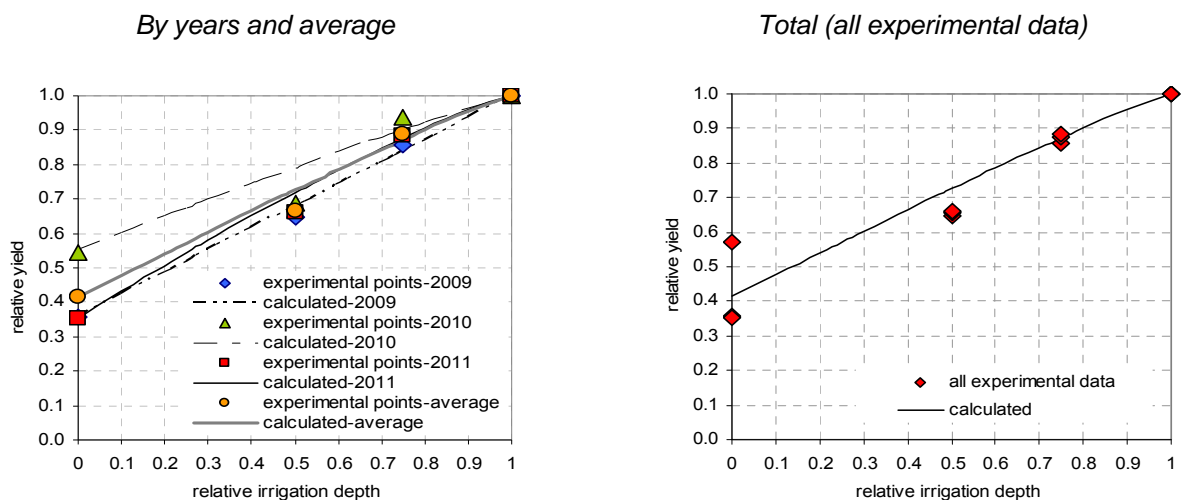 By years and average
1.0
0.9
0.8
0.7
0.6
0.5
0.4
0.3
0.2
0.1
0.0
relative yield
experimental points-2009
calculated-2009
experimental points-2010
calculated-2010
experimental points-2011
calculated-2011
experimental points-average
calculated-average
0 0.1 0.2 0.3 0.4 0.5 0.6 0.7 0.8 0.9 1
relative irrigation depth
Total (all experimental data)
1.0
0.9
0.8
0.7
0.6
0.5
0.4
0.3
0.2
0.1
0.0
relative yield
all experimental data
calculated
0 0.1 0.2 0.3 0.4 0.5 0.6 0.7 0.8 0.9 1
relative irrigation depth